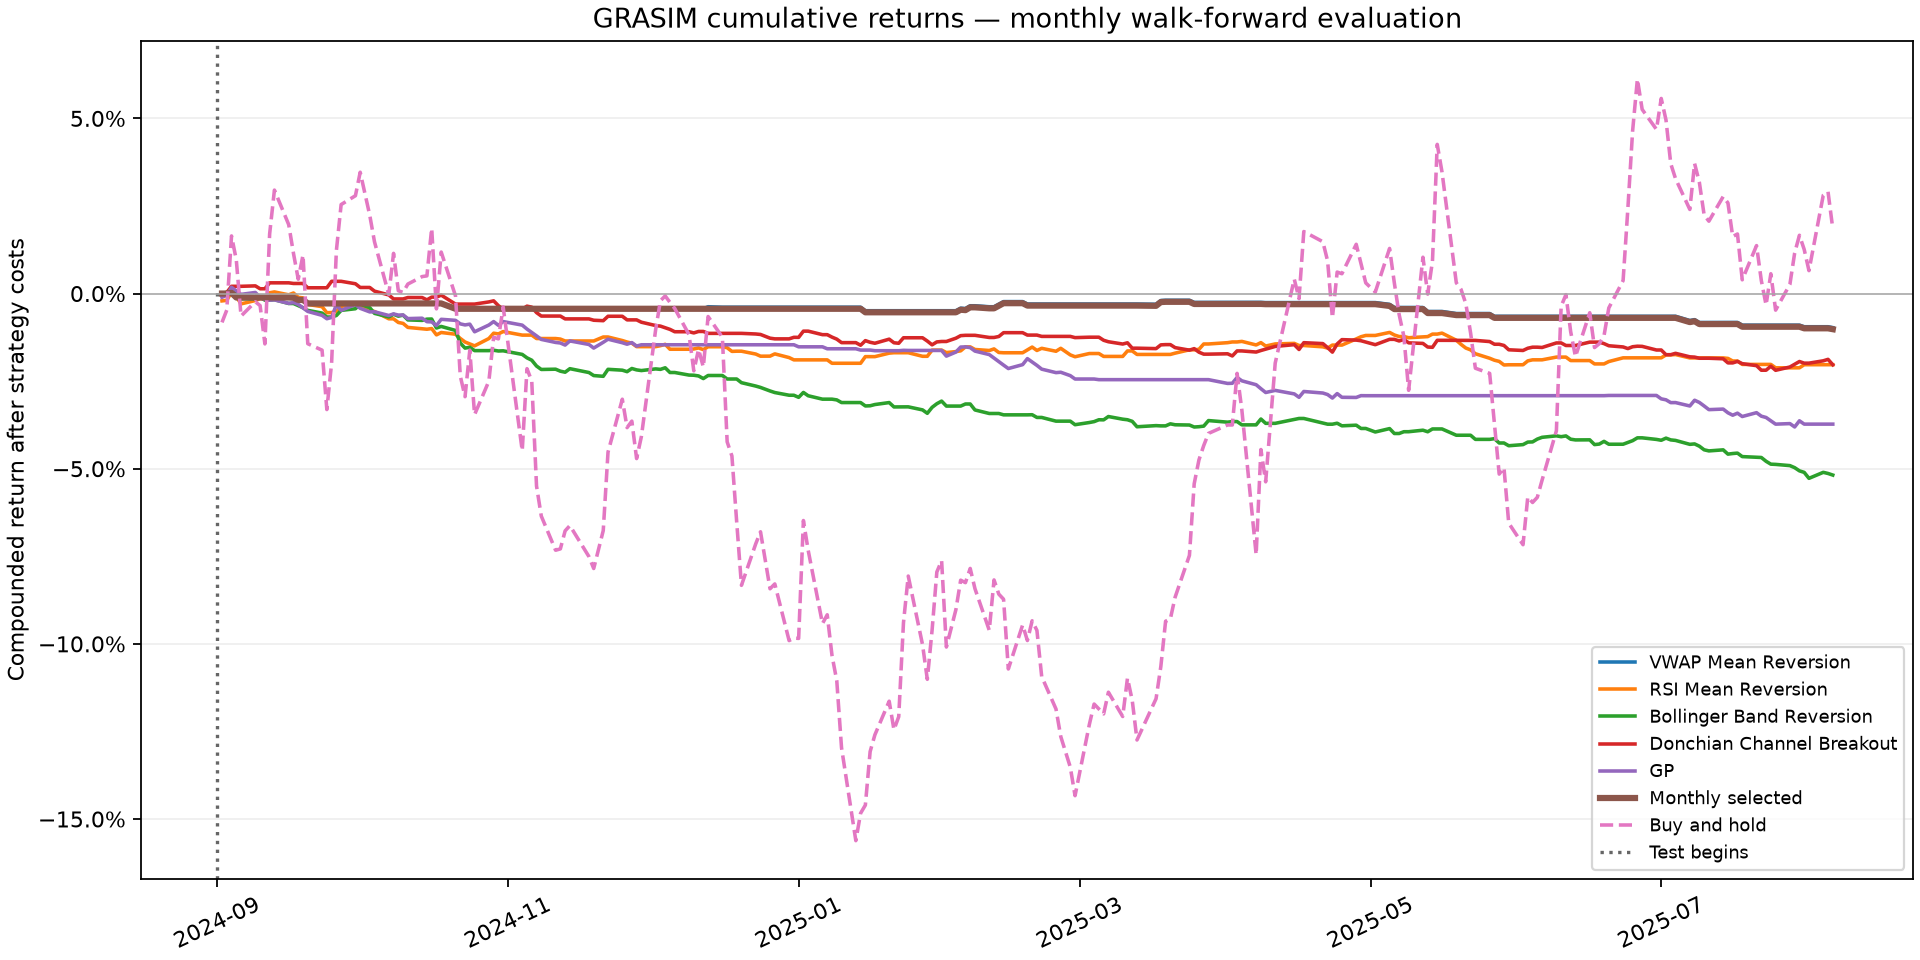 GRASIM cumulative returns — monthly walk-forward evaluation
Compounded return after strategy costs
5.0%
0.0%
−5.0%
−10.0%
−15.0%
2024-09
2024-11
2025-01
2025-03
2025-05
2025-07
VWAP Mean Reversion
RSI Mean Reversion
Bollinger Band Reversion
Donchian Channel Breakout
GP
Monthly selected
Buy and hold
Test begins